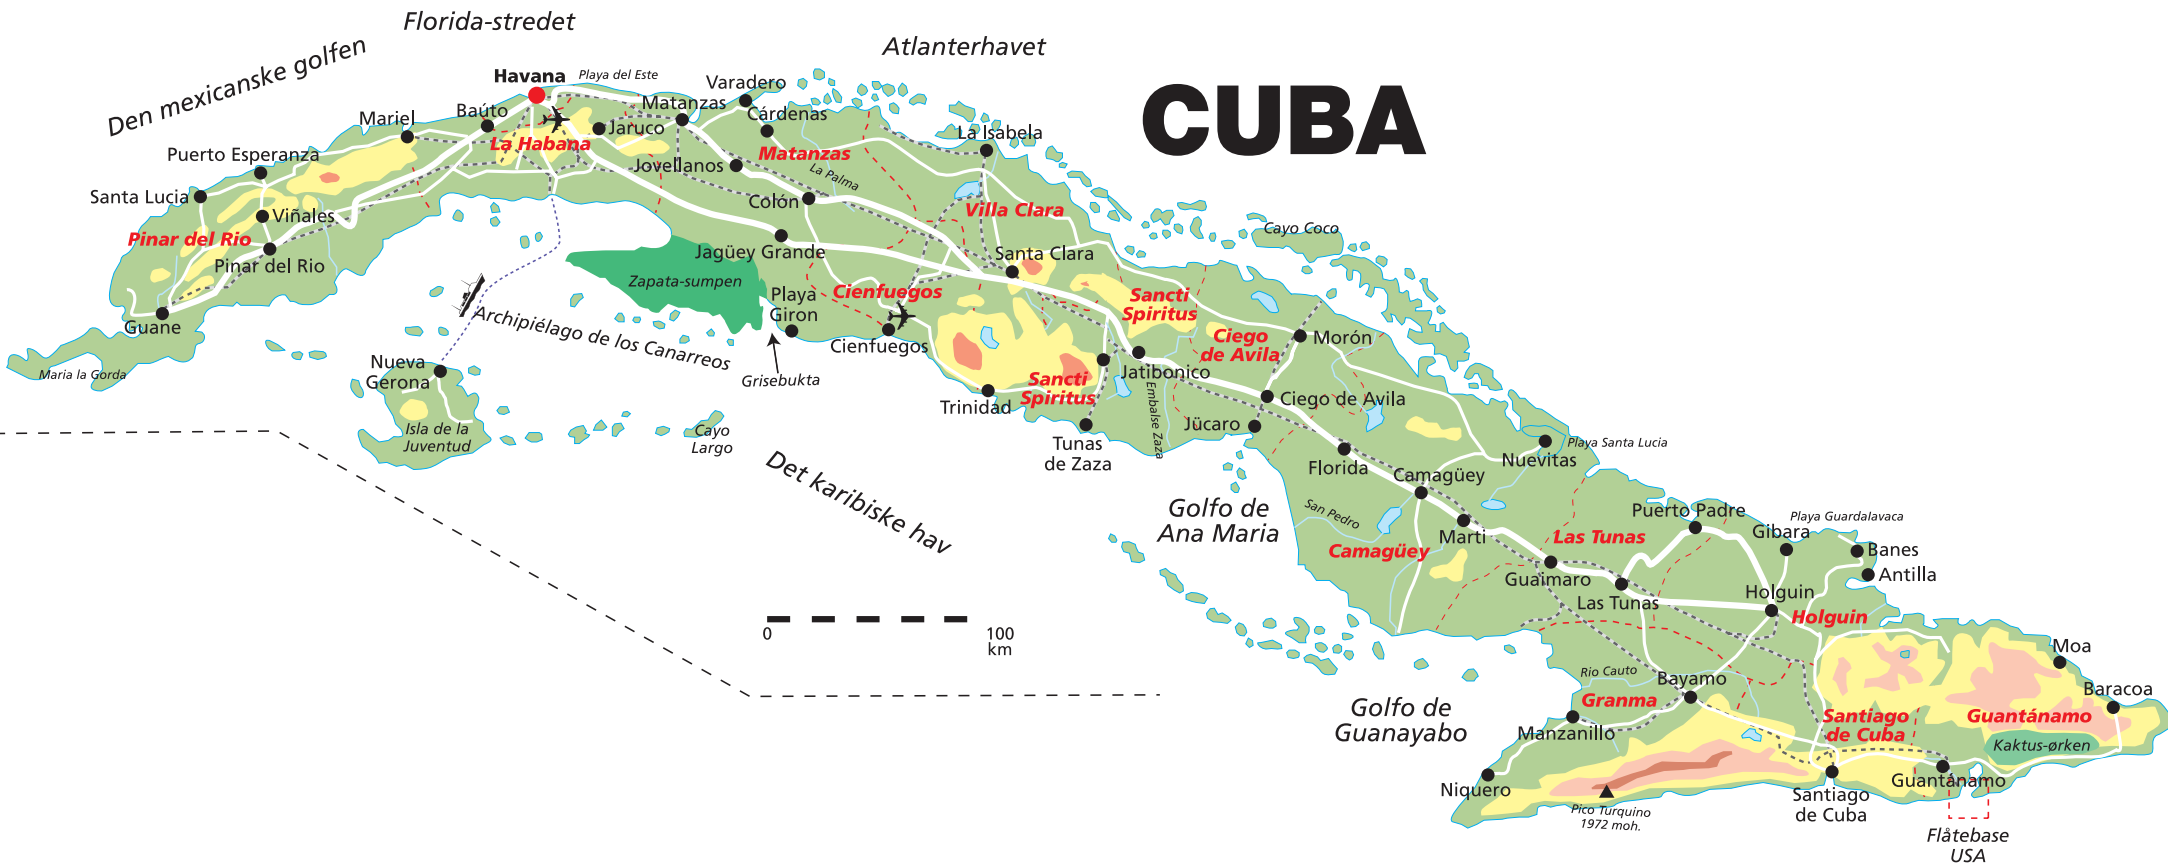 Florida-stredet
Den mexicanske golfen
Atlanterhavet
CUBA
Havana
Playa del Este
Varadero
Mariel
Baúto
Matanzas
Cárdenas
Jaruco
La Isabela
La Habana
Matanzas
Puerto Esperanza
Jovellanos
La Palma
Santa Lucia
Colón
Villa Clara
Viñales
Pinar del Rio
Pinar del Rio
Cayo Coco
Jagüey Grande
Santa Clara
Zapata-sumpen
Playa
Giron
Cienfuegos
Sancti
Spiritus
Guane
Archipiélago de los Canarreos
Cienfuegos
Ciego
de Avila
Morón
Maria la Gorda
Nueva
Gerona
Grisebukta
Sancti
Spiritus
Jatibonico
Trinidad
Embalse Zaza
Ciego de Avila
Isla de la
Juventud
Cayo
Largo
Tunas
de Zaza
Jücaro
Det karibiske hav
Florida
Camagüey
Nuevitas
Playa Santa Lucia
Golfo de
Ana Maria
San Pedro
Marti
Camagüey
Las Tunas
Puerto Padre
Gibara
Playa Guardalavaca
Banes
Antilla
Guaimaro
Las Tunas
Holguin
Holguin
0
100
km
Moa
Rio Cauto
Bayamo
Granma
Baracoa
Golfo de
Guanayabo
Manzanillo
Santiago
de Cuba
Guantánamo
Kaktus-ørken
Niquero
Pico Turquino
1972 moh.
Santiago
de Cuba
Guantánamo
Flåtebase
USA